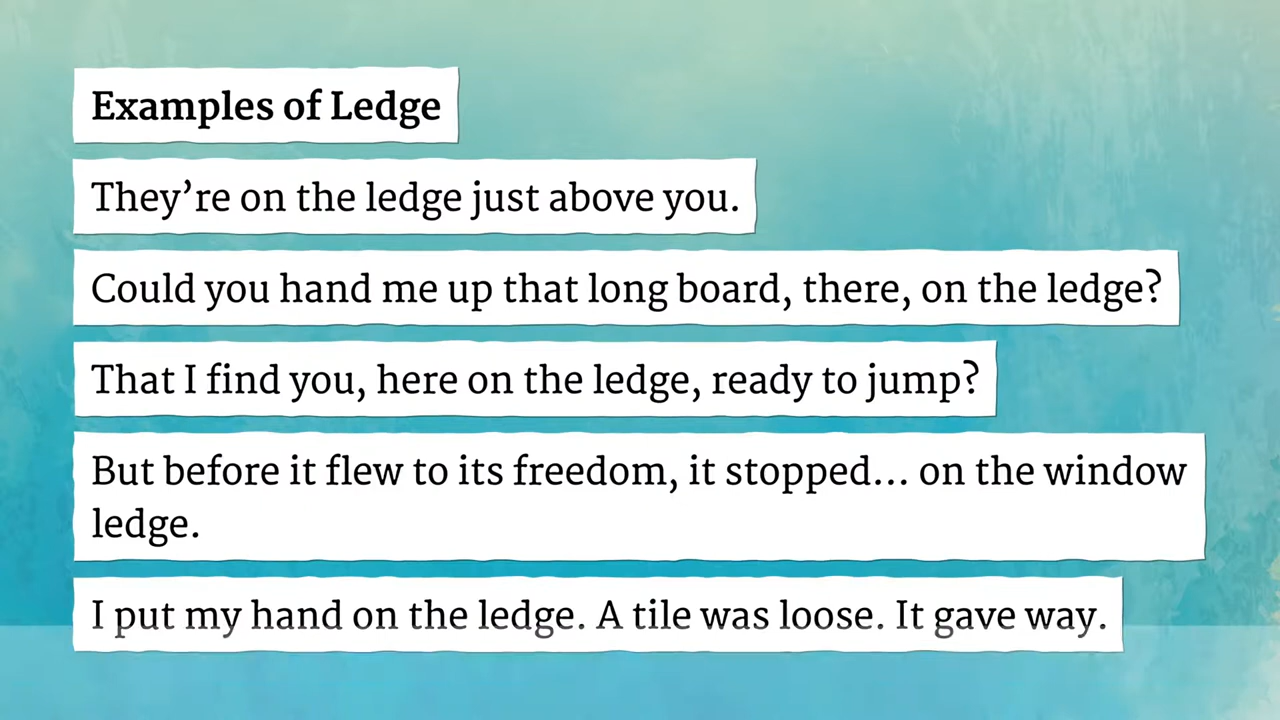 Examples of Ledge
They’re on the ledge just above you.
Could you hand me up that long board, there, on the ledge?
That I find you, here on the ledge, ready to jump?
But before it flew to its freedom, it stopped... on the window
ledge.
I put my hand on the ledge. A tile was loose. It gave way.